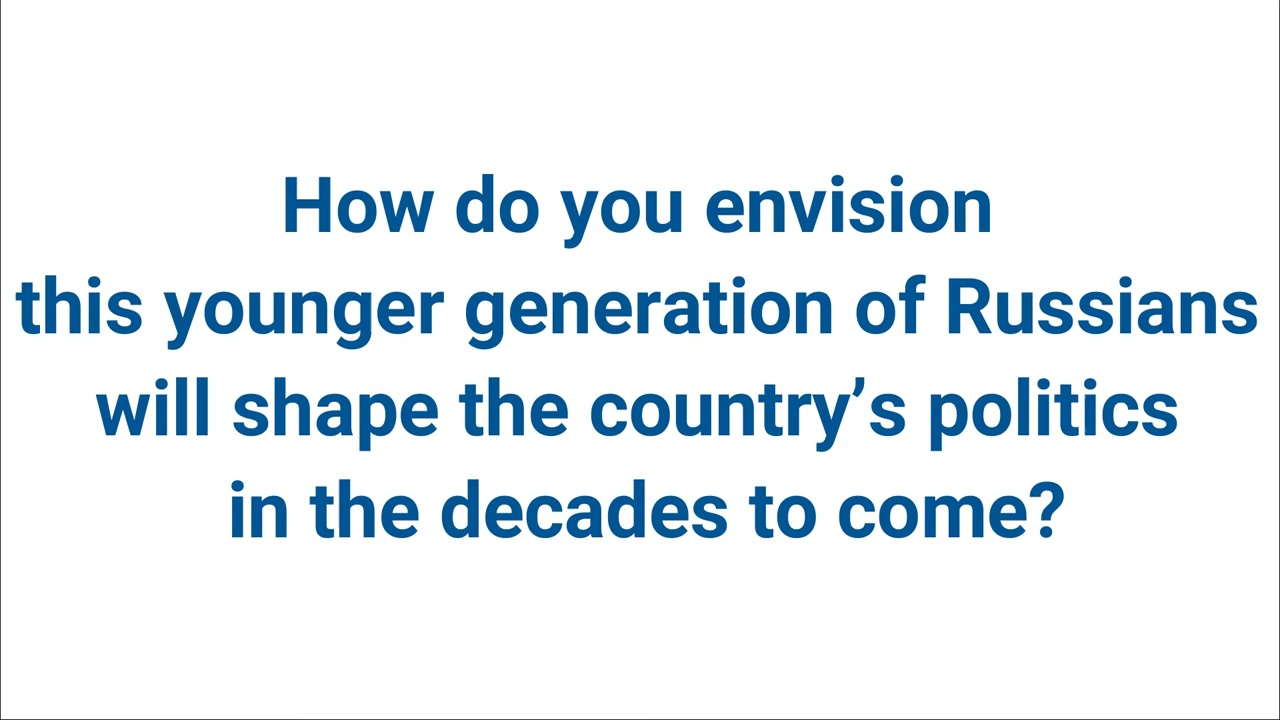 How do you envision
this younger generation of Russians
will shape the country’s politics
in the decades to come?